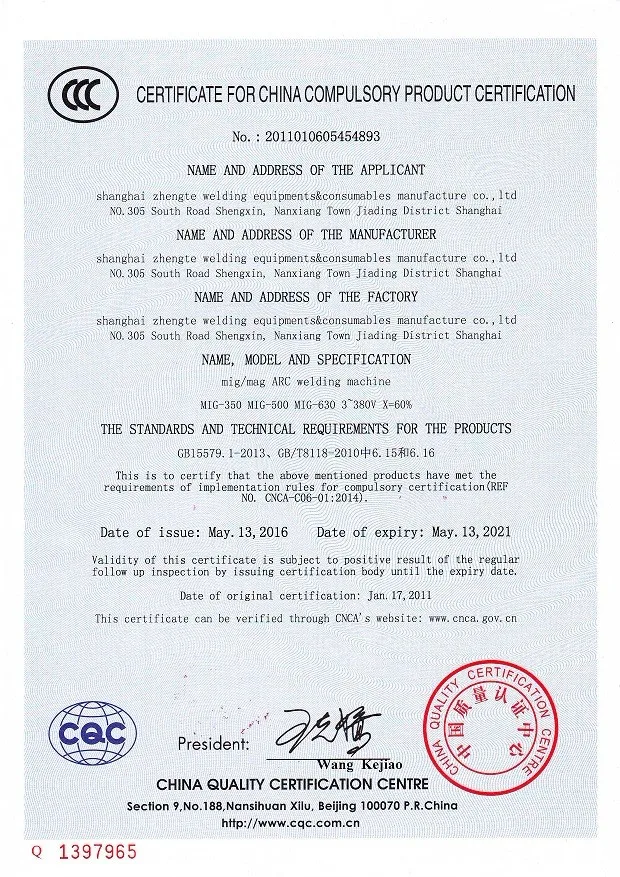 CCC
CERTIFICATE FOR CHINA COMPULSORY PRODUCT CERTIFICATION
No. : 2011010605454893
NAME AND ADDRESS OF THE APPLICANT
shanghai zhengte welding equipments&consumables manufacture co.,ltd
NO.305 South Road Shengxin, Nanxiang Town Jiading District Shanghai
NAME AND ADDRESS OF THE MANUFACTURER
shanghai zhengte welding equipments&consumables manufacture co.,ltd
NO.305 South Road Shengxin, Nanxiang Town Jiading District Shanghai
NAME AND ADDRESS OF THE FACTORY
shanghai zhengte welding equipments&consumables manufacture co.,ltd
NO.305 South Road Shengxin, Nanxiang Town Jiading District Shanghai
NAME, MODEL AND SPECIFICATION
mig/mag ARC welding machine
MIG-350 MIG-500 MIG-630 3~380V X=60%
THE STANDARDS AND TECHNICAL REQUIREMENTS FOR THE PRODUCTS
GB15579.1-2013、GB/T8118-2010中6.15和6.16
This is to certify that the above mentioned products have met the
requirements of implementation rules for compulsory certification(REF
NO. CNCA-C06-01:2014).
Date of issue: May.13,2016 Date of expiry: May.13,2021
Validity of this certificate is subject to positive result of the regular
follow up inspection by issuing certification body until the expiry date.
Date of original certification: Jan.17,2011
This certificate can be verified through CNCA's website: www.cnca.gov.cn
CQC
President:
Wang Kejiao
CHINA QUALITY CERTIFICATION CENTRE
中国质量认证中心
CHINA QUALITY CERTIFICATION CENTRE
Section 9,No.188,Nansihuan Xilu, Beijing 100070 P.R.China
http://www.cqc.com.cn
Q 1397965